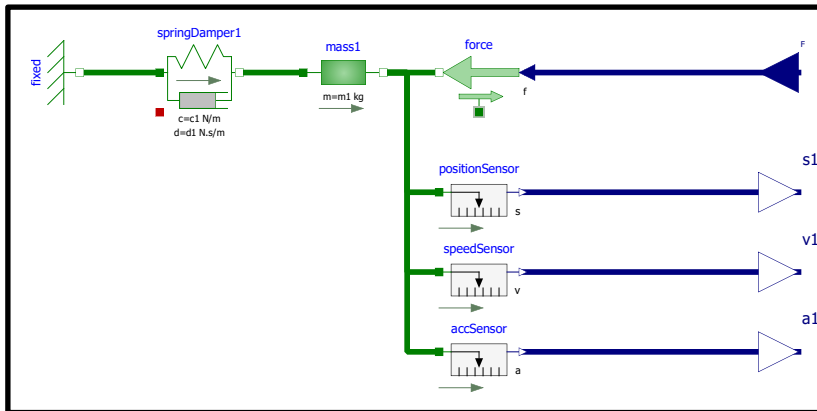 springDamper1
mass1
force
F
fixed
f
m=m1 kg
c=c1 N/m
d=d1 N.s/m
positionSensor
s1
s
speedSensor
v1
v
accSensor
a1
a